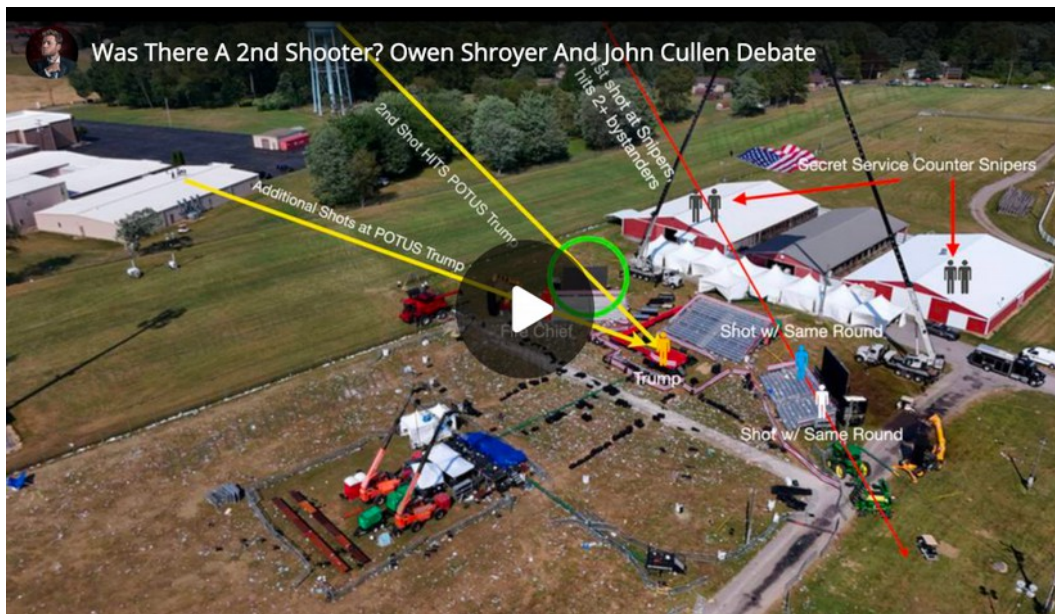 Was There A 2nd Shooter? Owen Shroyer And John Cullen Debate
1st shot at Snipers
hits 2+ bystanders
2nd Shot HITS POTUS Trump
Secret Service Counter Snipers
Additional Shots at POTUS Trump
Fire Chief
Shot w/ Same Round
Trump
Shot w/ Same Round